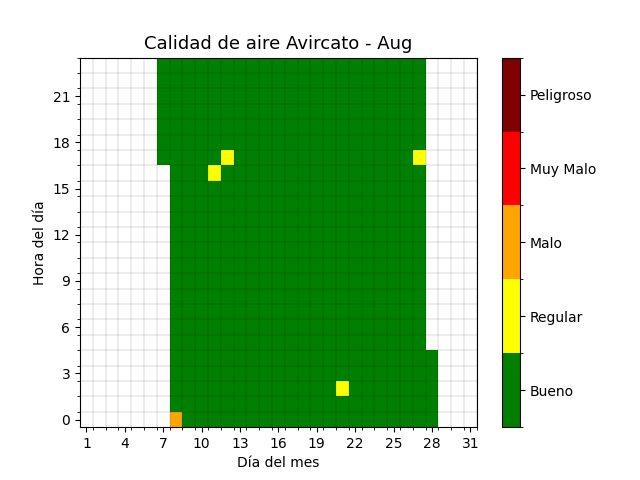 Calidad de aire Avircato - Aug
Hora del día
21
18
15
12
9
6
3
0
1 4 7 10 13 16 19 22 25 28 31
Día del mes
Peligroso
Muy Malo
Malo
Regular
Bueno